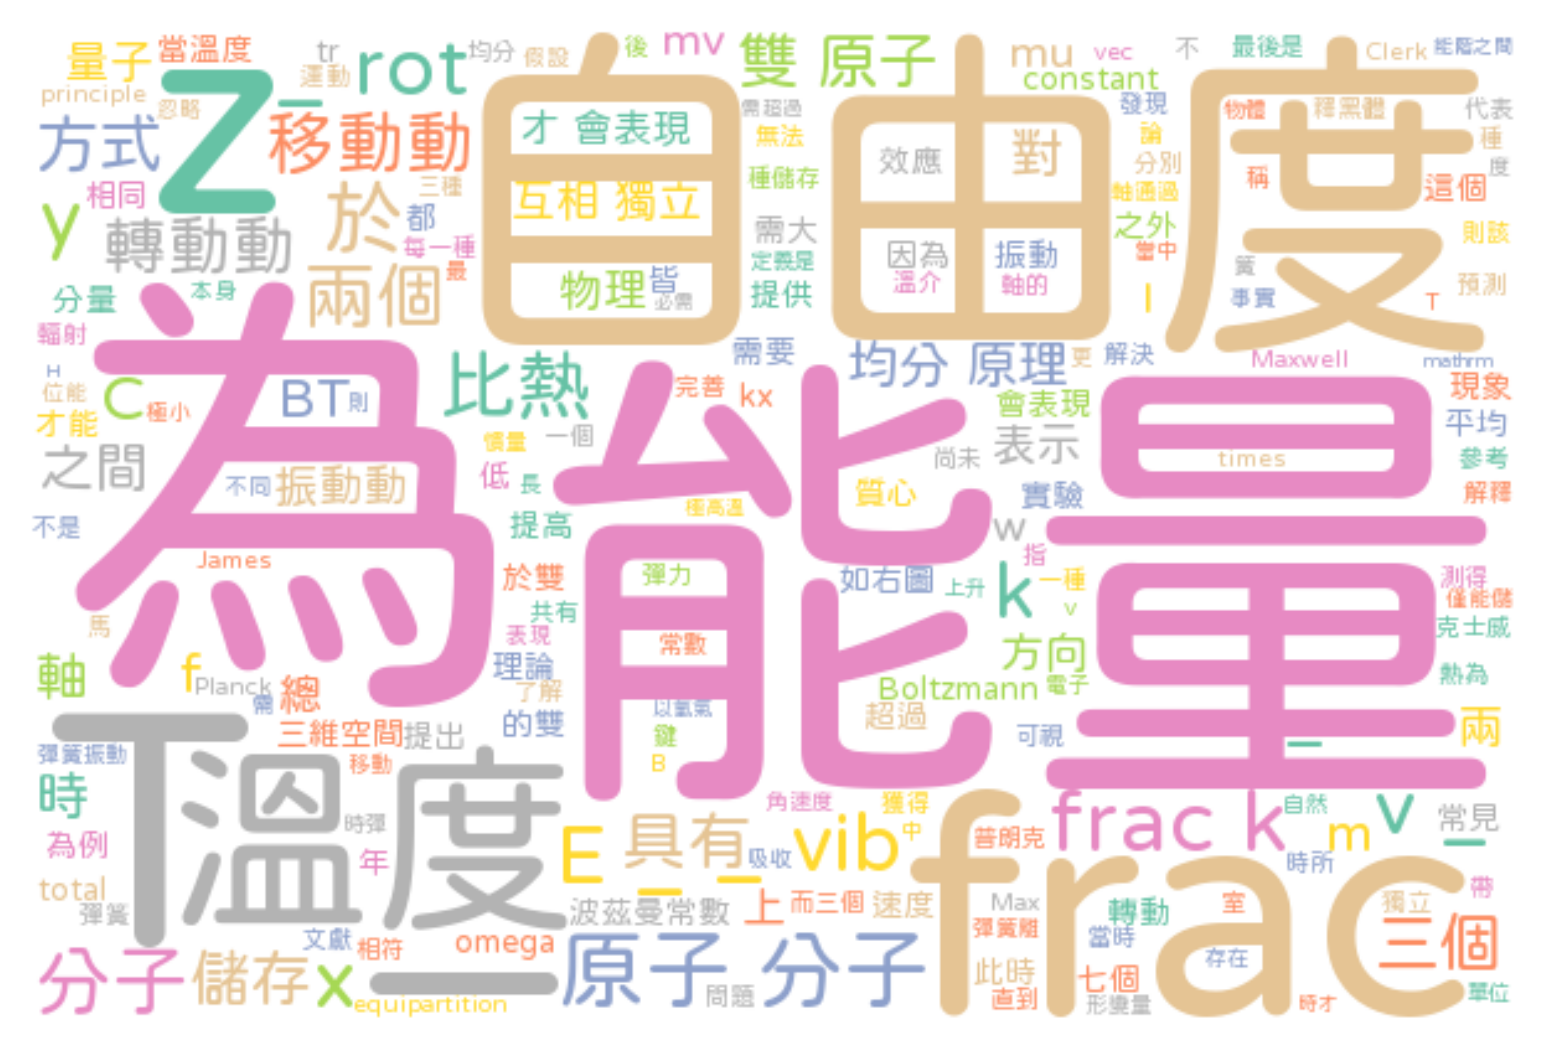 量子 當溫度 tr rot 均分 假設 後 mv 雙 原子 mu vec 不 最後是 Clerk 能階之間
principle 忽略 運動 Z _ 自由度 constant
方式 移動動 才 會表現 需超過 無法 效應 對 發現 論 物體 釋黑體 代表 種
相同 三種 於 都 互相 獨立 種儲存 分別 軸通過 稱 這個 度
y 轉動動 每一種 最 需大 因為 振動 之外 當中 則該
分量 本身 兩個 物理 皆 必需 定義是 提供 溫介 軸的 l 簧 事實 T 預測
輻射 為能量 需要 均分 原理 更 解決 Maxwell mathrm
H 位能 C 極小 BT 則 比熱 完善 kx 會表現 現象
才能 慣量 一個 表示 平均
之間 不同 振動動 低 長 極高溫 質心 尚未 times 參考
不是 提高 實驗 解釋
James w 指
於雙 彈力 如右圖 上升 k 一種 v 測得 僅能儲
馬 共有 表現 常數 克士威
軸 f Planck 需 總 理論 了解 Boltzmann 電子 方向 熱為
三維空間 提出 的雙 以氫氣 鍵 超過 可視 _ 兩
彈簧振動 T溫度 移動 B
時 時彈 角速度 獲得 中 frac k 自然 m v 常見
為例 年 E 具有 _ _ 吸收 vib 普朗克 時所 _
total 彈簧 波茲曼常數 上 而三個 速度 frac Max 轉動 室 獨立 帶
文獻 相符 omega 彈簧離 當時 三個
分子 儲存 x _ 原子 分子 此時 七個 存在
equipartition 問題 直到 形變量 時才 單位